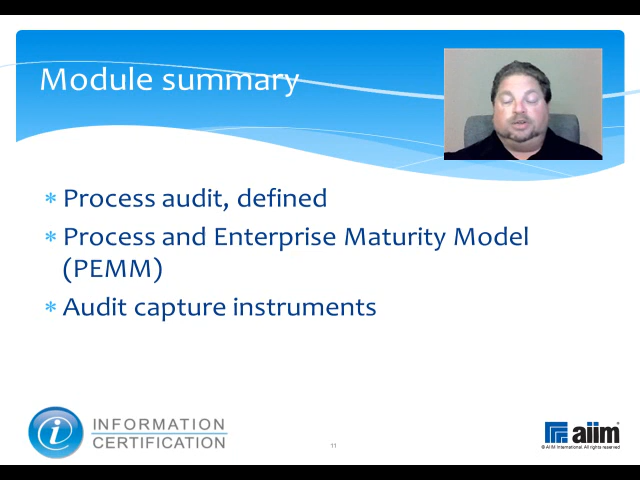 Module summary
* Process audit, defined
* Process and Enterprise Maturity Model
(PEMM)
* Audit capture instruments
i INFORMATION
CERTIFICATION
11
aiim
© AIIM International. All rights reserved